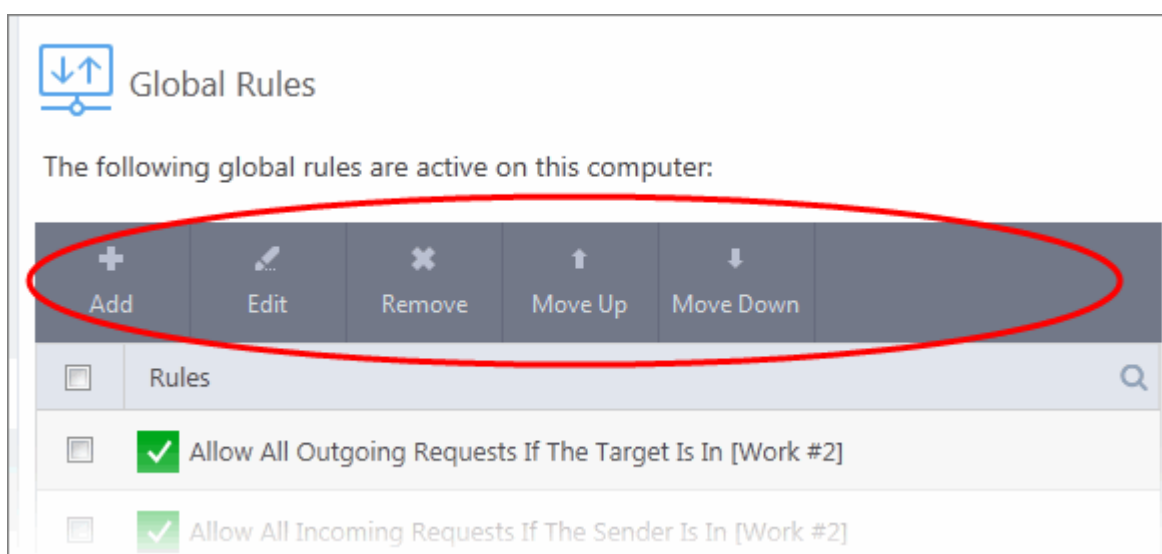 Global Rules
The following global rules are active on this computer:
Add Edit Remove Move Up Move Down
Rules
Allow All Outgoing Requests If The Target Is In [Work #2]
Allow All Incoming Requests If The Sender Is In [Work #2]